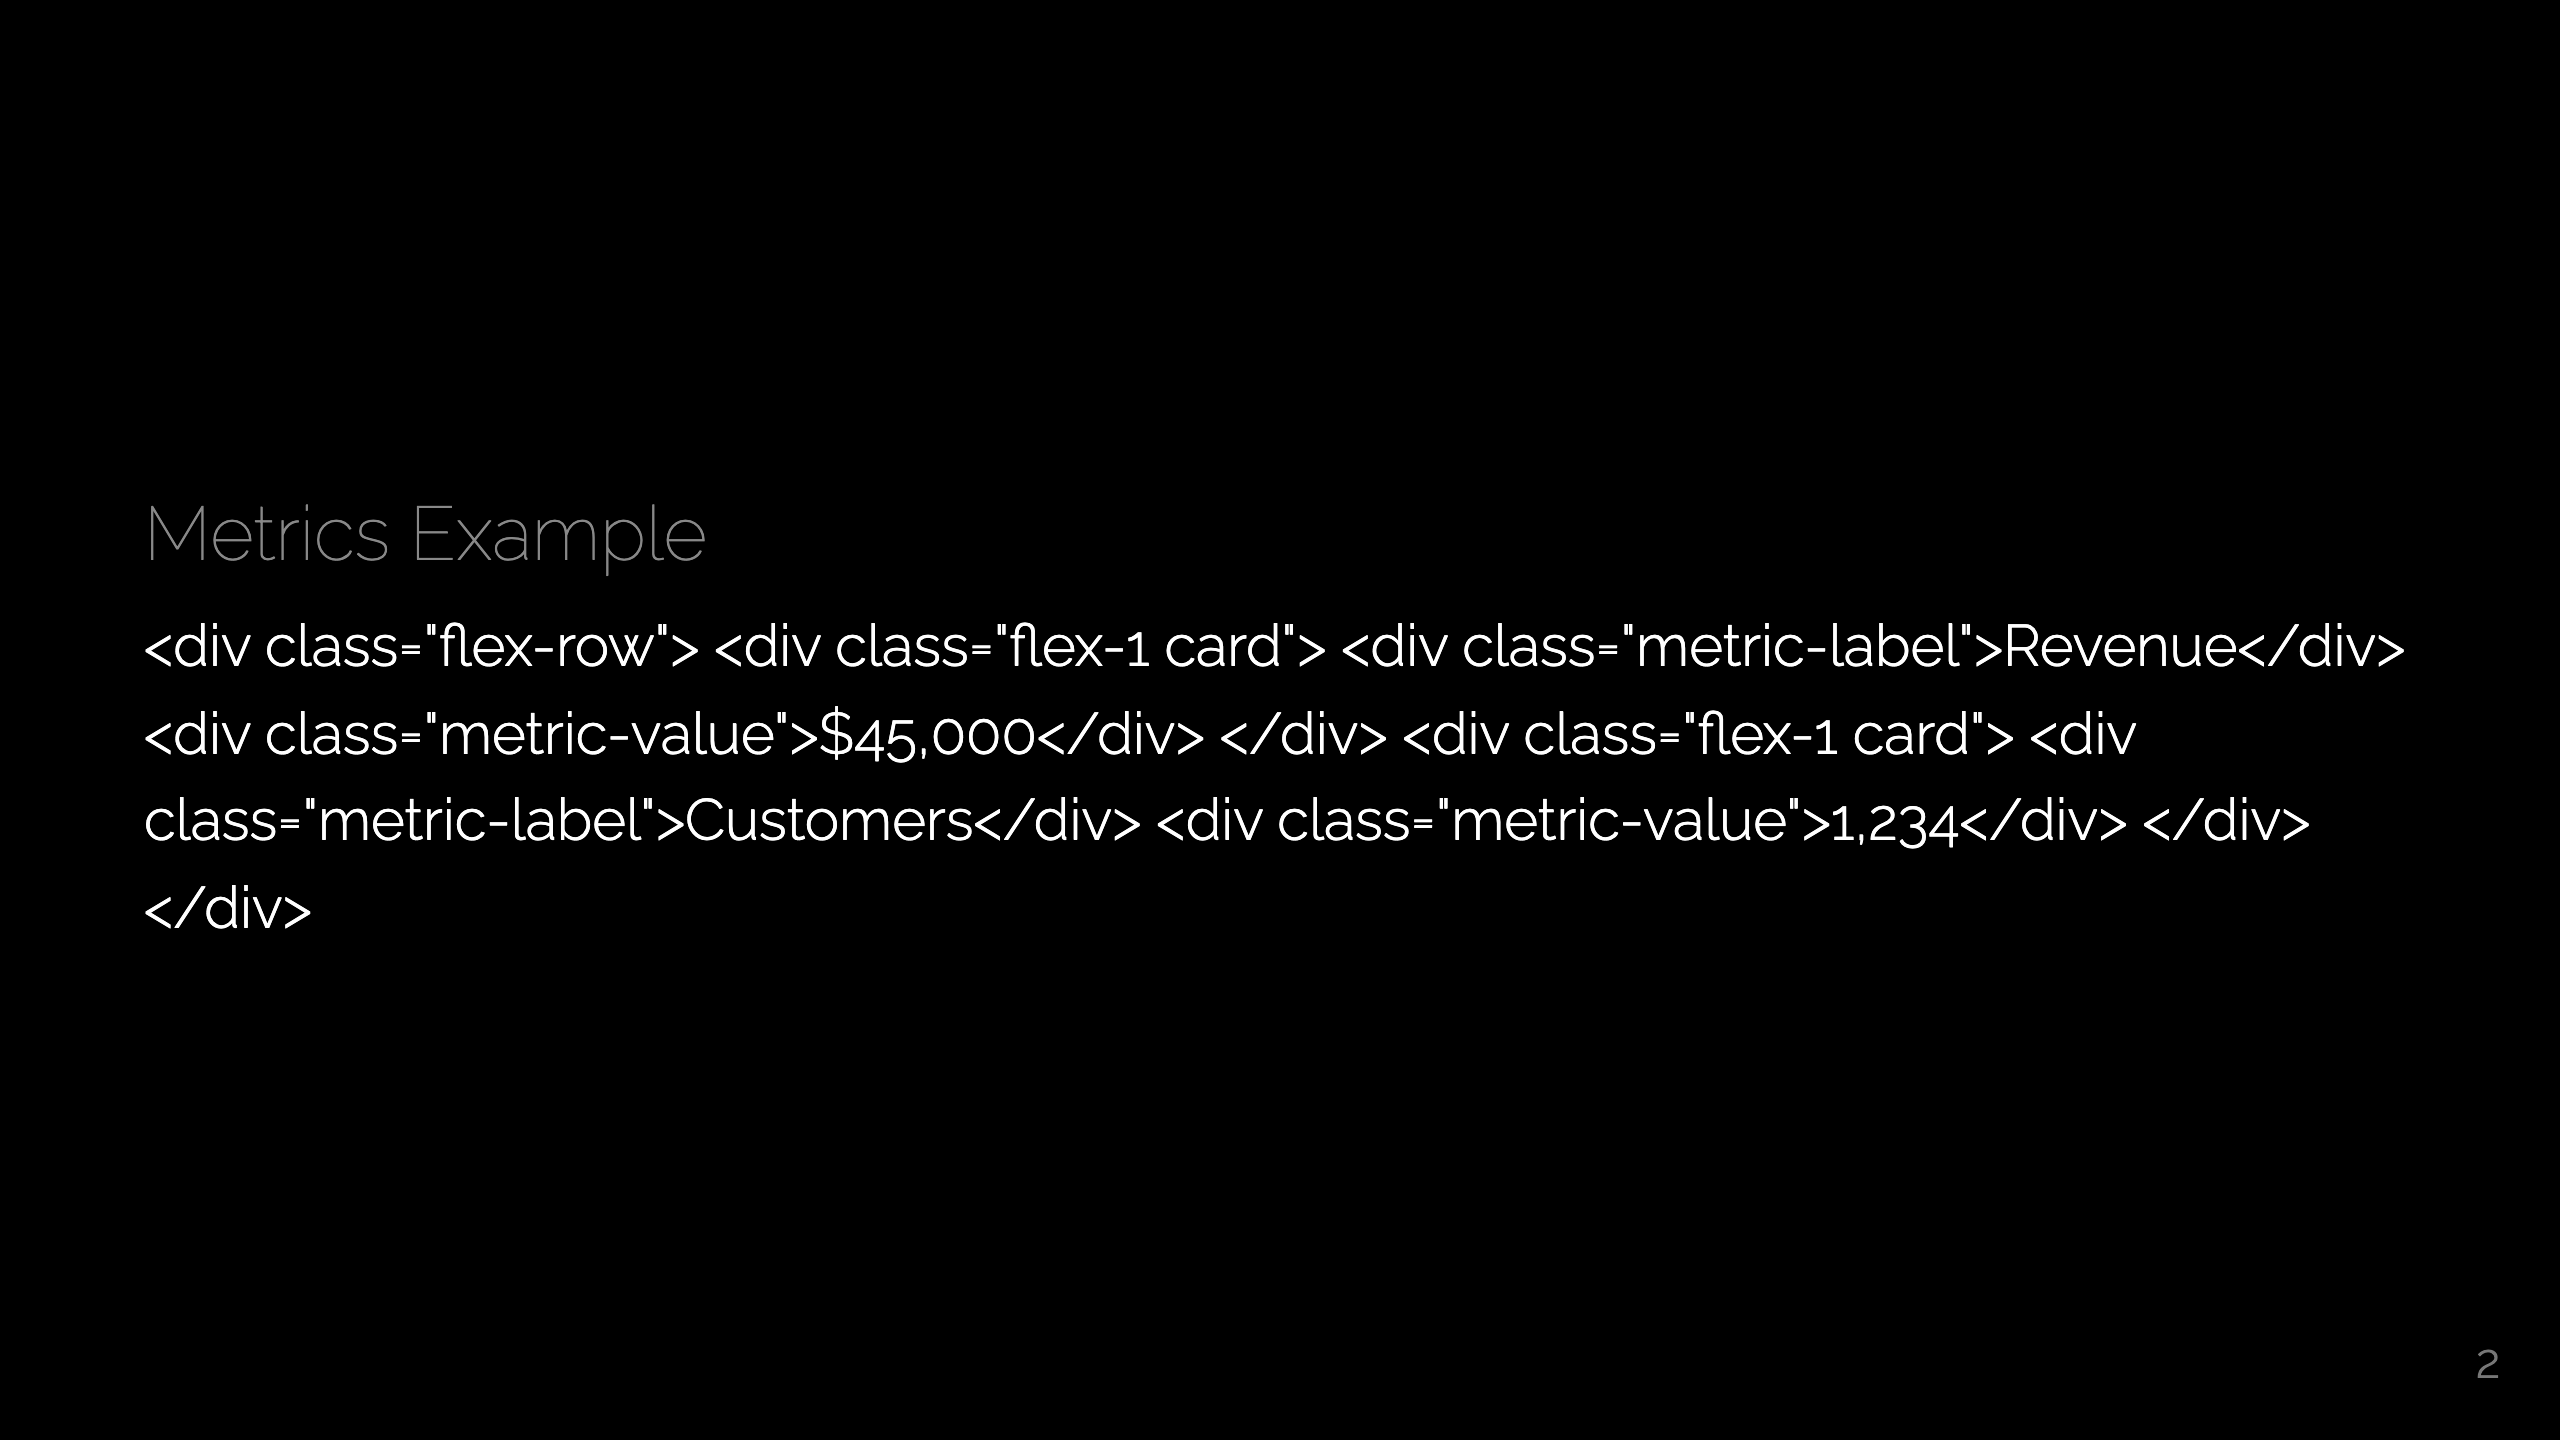 Metrics Example
<div class="flex-row"> <div class="flex-1 card"> <div class="metric-label">Revenue</div>
<div class="metric-value">$45,000</div> </div> <div class="flex-1 card"> <div
class="metric-label">Customers</div> <div class="metric-value">1,234</div> </div>
</div>
2